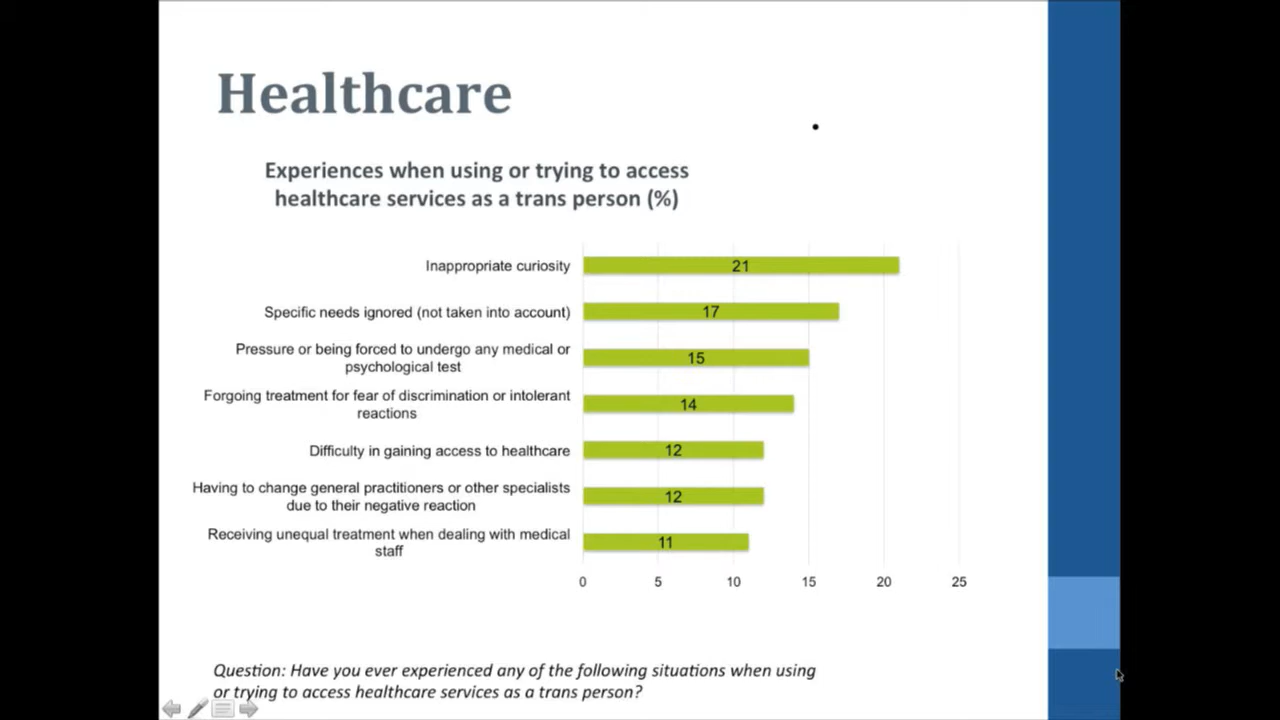 Healthcare
Experiences when using or trying to access
healthcare services as a trans person (%)
Inappropriate curiosity
21
Specific needs ignored (not taken into account)
17
Pressure or being forced to undergo any medical or
psychological test
15
Forgoing treatment for fear of discrimination or intolerant
reactions
14
Difficulty in gaining access to healthcare
12
Having to change general practitioners or other specialists
due to their negative reaction
12
Receiving unequal treatment when dealing with medical
staff
11
0 5 10 15 20 25
Question: Have you ever experienced any of the following situations when using
or trying to access healthcare services as a trans person?